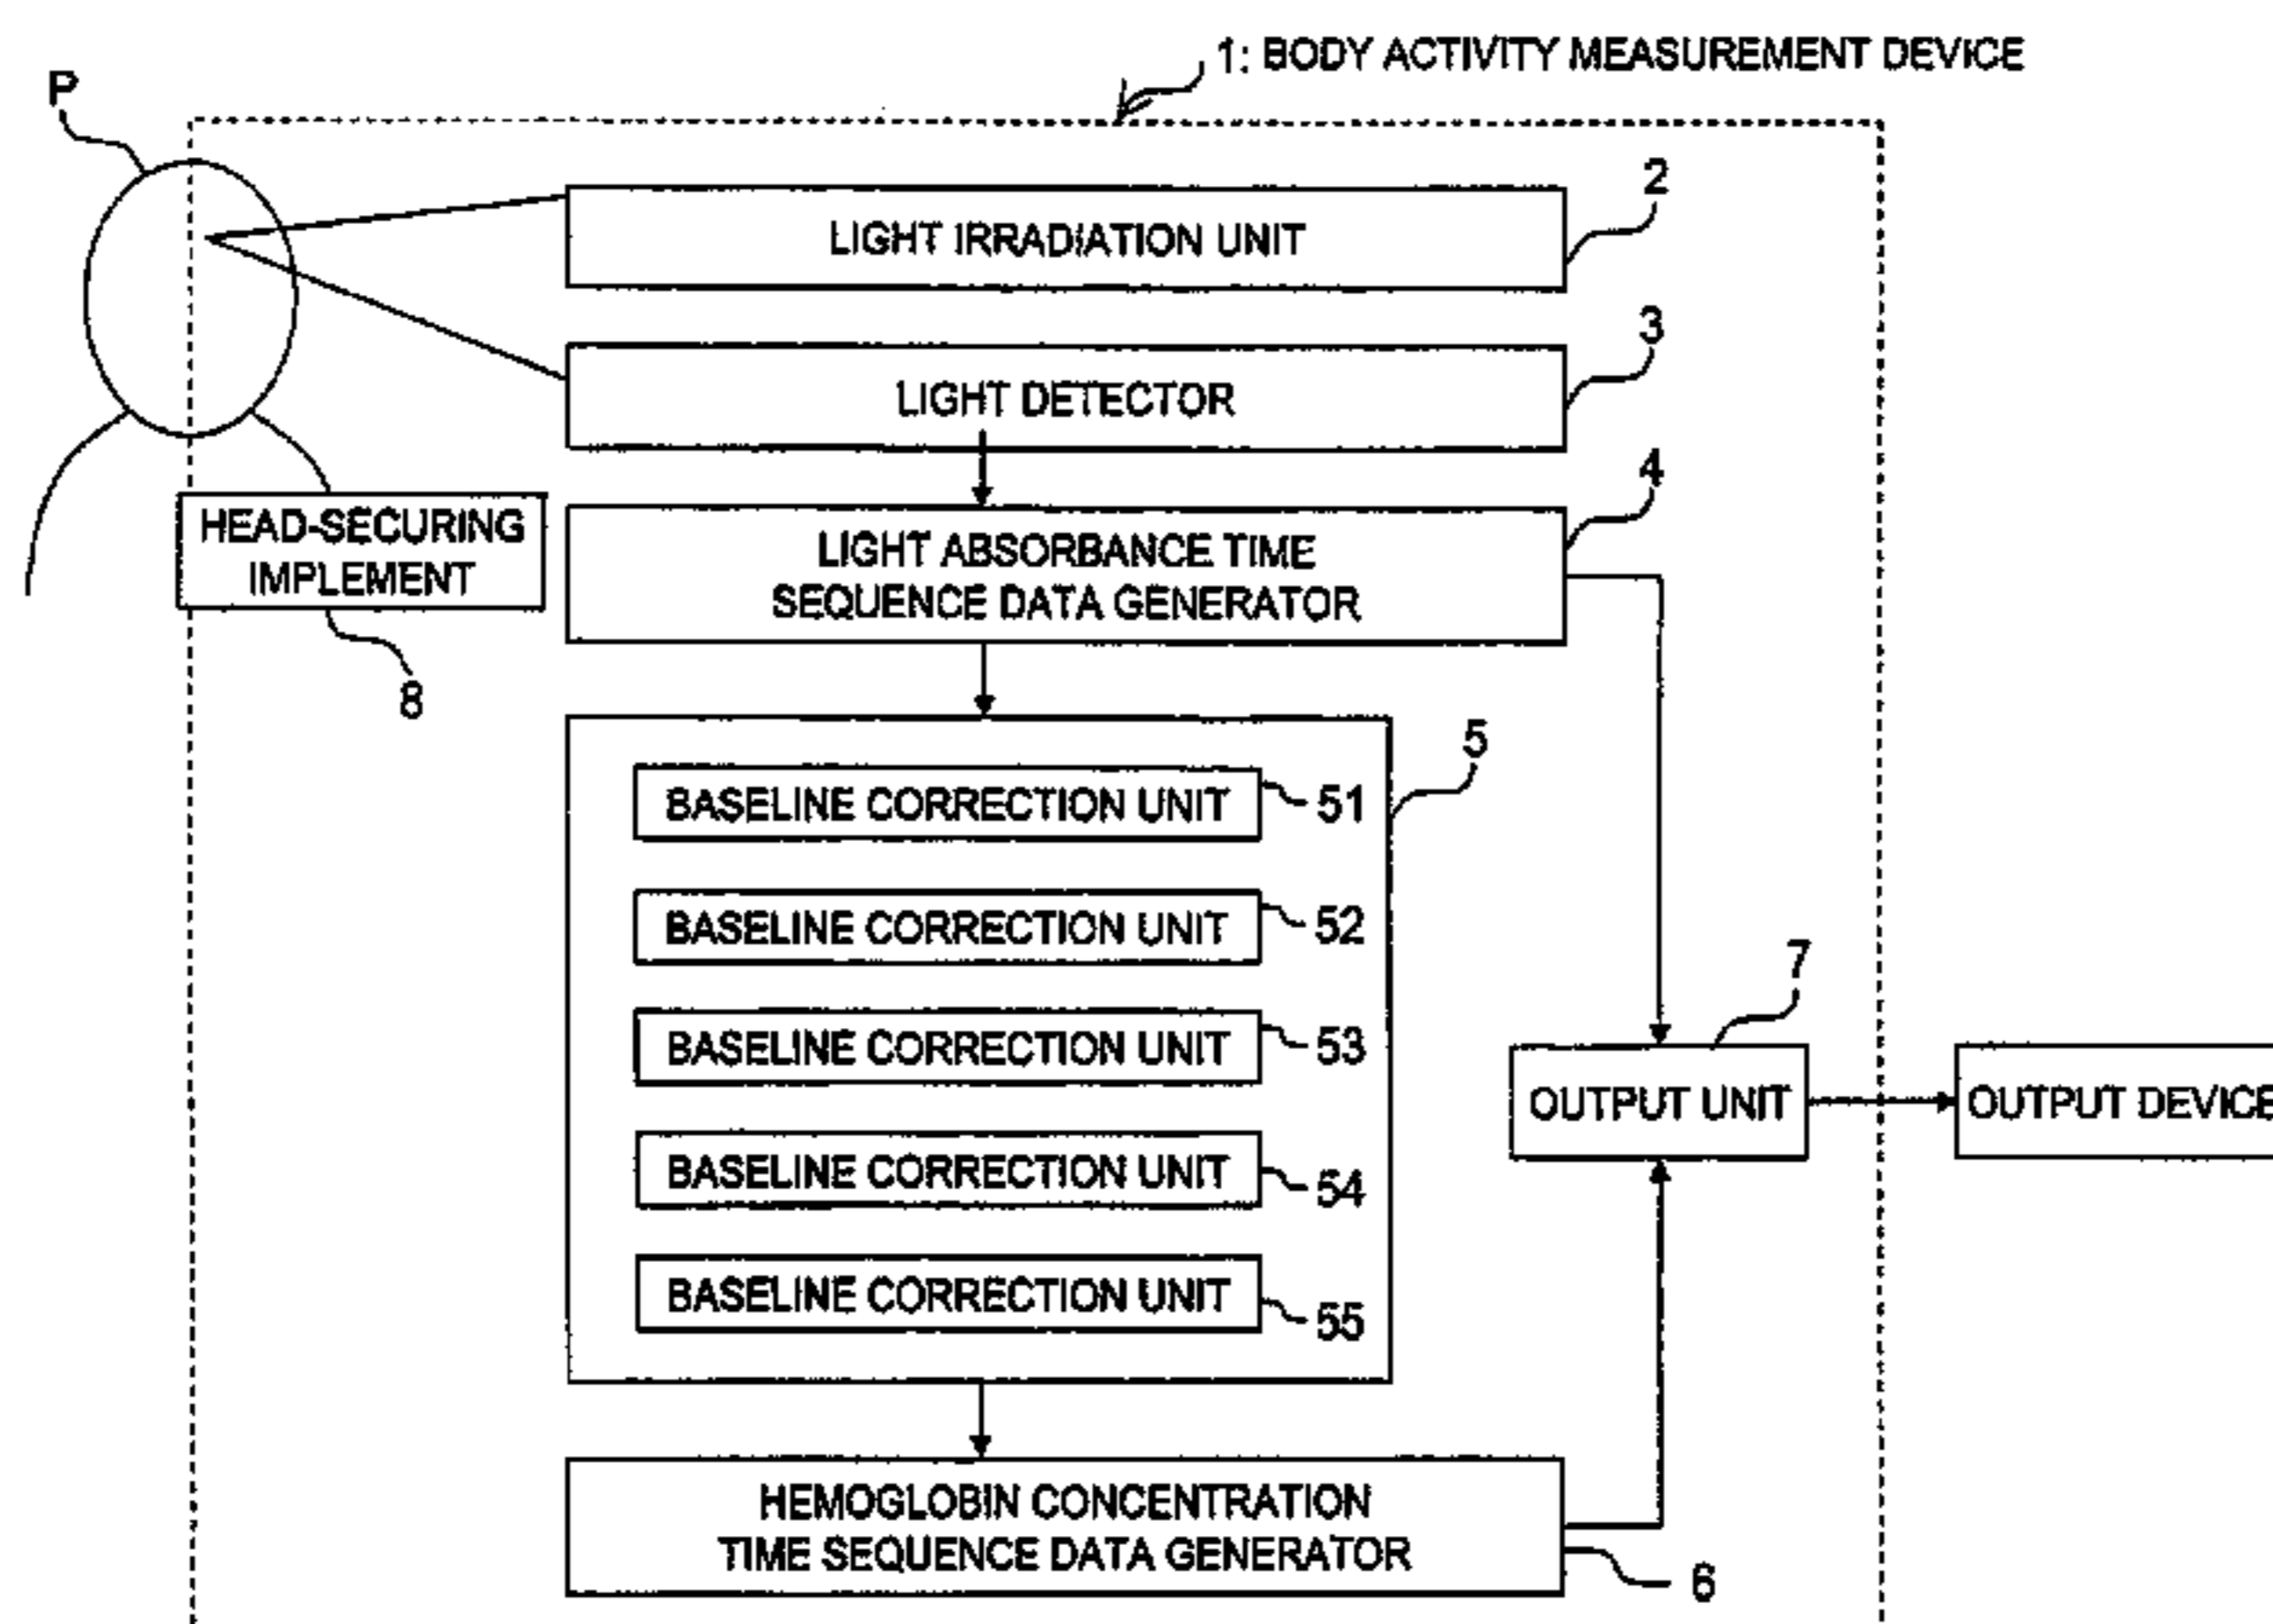 1: BODY ACTIVITY MEASUREMENT DEVICE
P
2
LIGHT IRRADIATION UNIT
3
LIGHT DETECTOR
4
LIGHT ABSORBANCE TIME
SEQUENCE DATA GENERATOR
HEAD-SECURING
IMPLEMENT
8
5
BASELINE CORRECTION UNIT 51
BASELINE CORRECTION UNIT 52
BASELINE CORRECTION UNIT 53
BASELINE CORRECTION UNIT 54
BASELINE CORRECTION UNIT 55
7
OUTPUT UNIT
OUTPUT DEVICE
HEMOGLOBIN CONCENTRATION
TIME SEQUENCE DATA GENERATOR
6